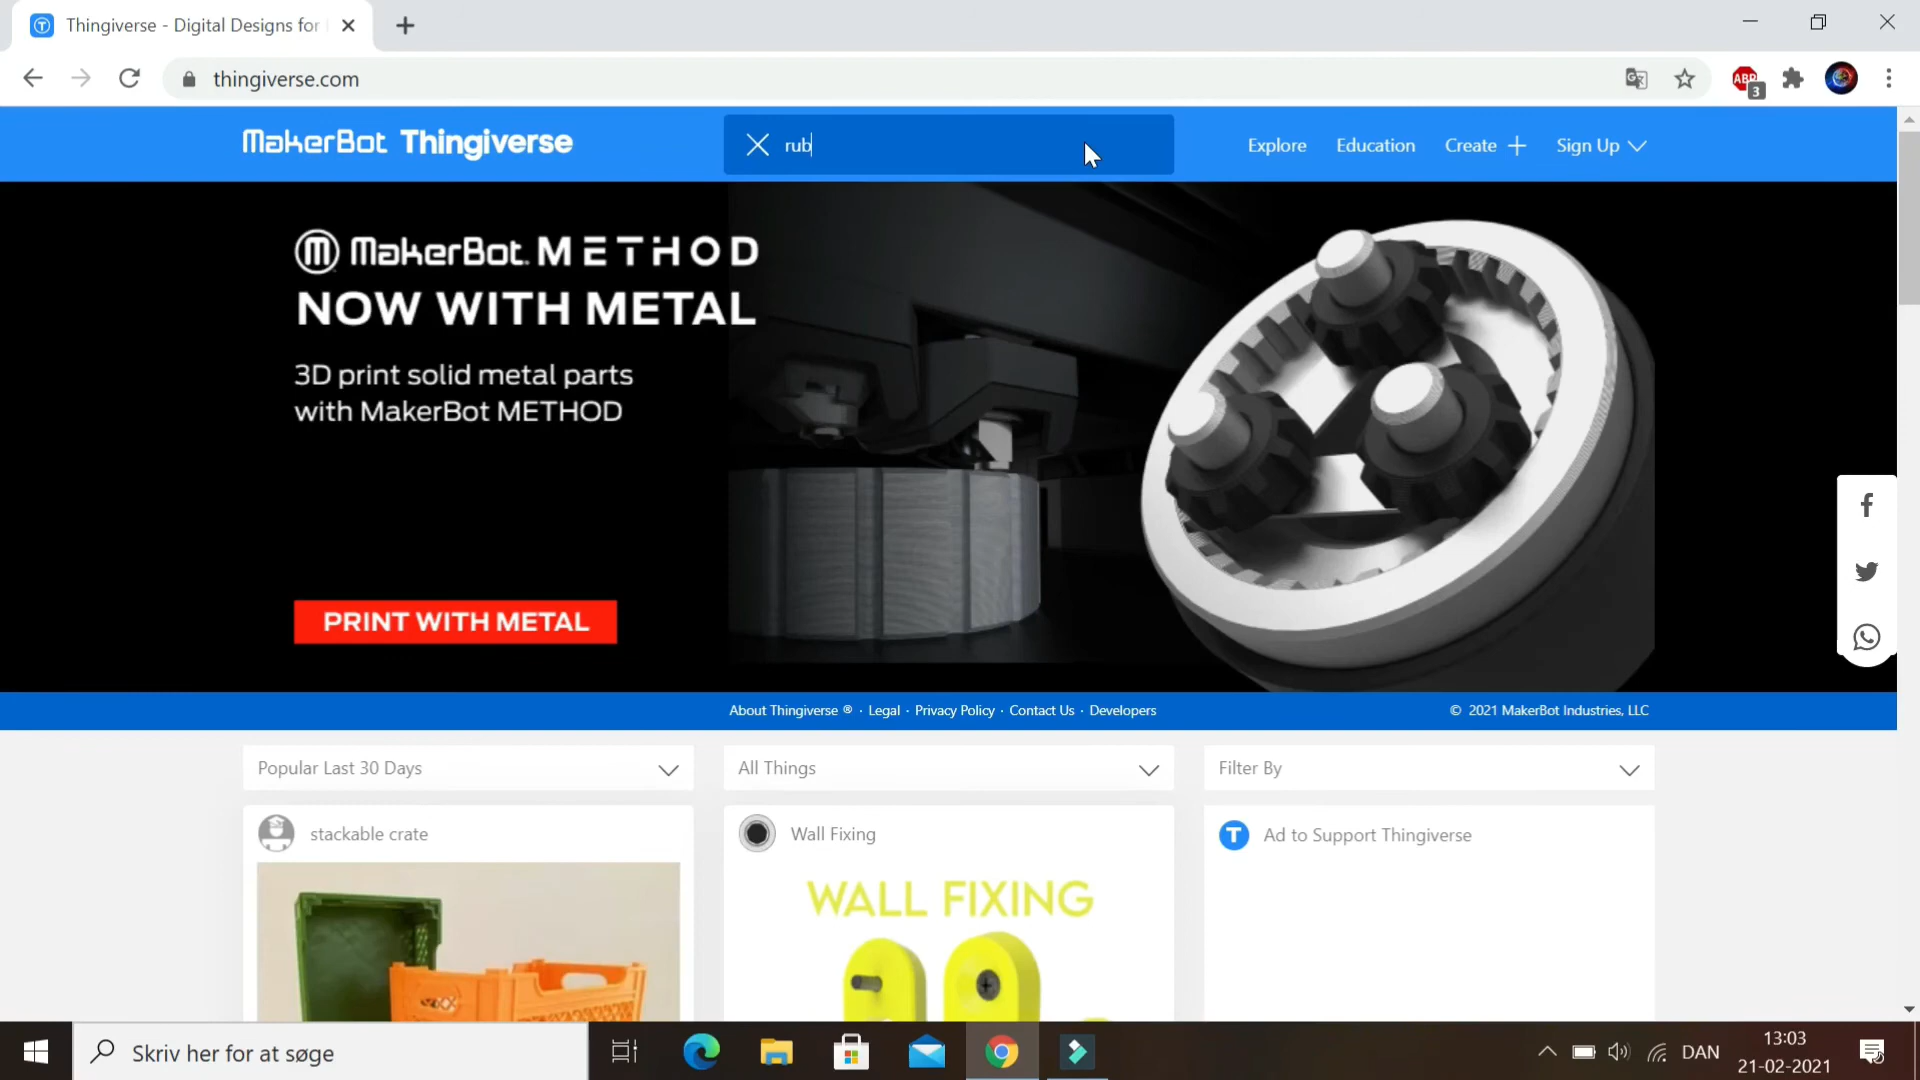 Thingiverse - Digital Designs for
thingiverse.com
ABP
3
MakerBot Thingiverse
rub
Explore
Education
Create
Sign Up
MakerBot METHOD
NOW WITH METAL
3D print solid metal parts
with MakerBot METHOD
PRINT WITH METAL
About Thingiverse ® · Legal · Privacy Policy · Contact Us · Developers
© 2021 MakerBot Industries, LLC
Popular Last 30 Days
All Things
Filter By
stackable crate
Wall Fixing
Ad to Support Thingiverse
WALL FIXING
Skriv her for at søge
DAN
13:03
21-02-2021